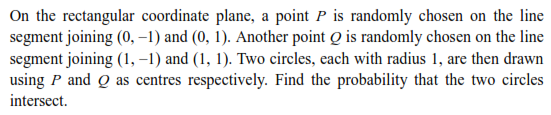 On the rectangular coordinate plane, a point P is randomly chosen on the line
segment joining (0, –1) and (0, 1). Another point Q is randomly chosen on the line
segment joining (1, –1) and (1, 1). Two circles, each with radius 1, are then drawn
using P and Q as centres respectively. Find the probability that the two circles
intersect.